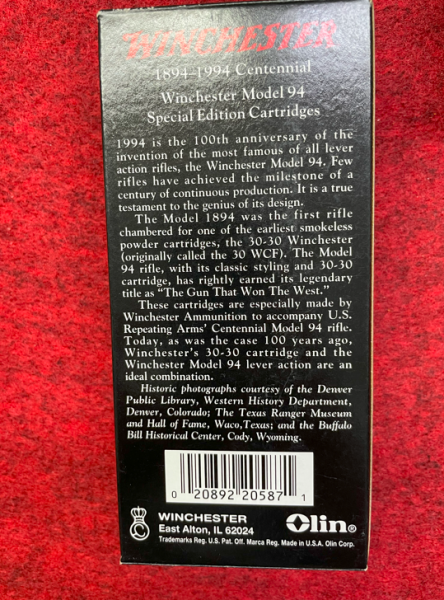 WINCHESTER
1894-1994 Centennial
Winchester Model 94
Special Edition Cartridges
1994 is the 100th anniversary of the
invention of the most famous of all lever
action rifles, the Winchester Model 94. Few
rifles have achieved the milestone of a
century of continuous production. It is a true
testament to the genius of its design.
The Model 1894 was the first rifle
chambered for one of the earliest smokeless
powder cartridges, the 30-30 Winchester
(originally called the 30 WCF). The Model
94 rifle, with its classic styling and 30-30
cartridge, has rightly earned its legendary
title as "The Gun That Won The West."
These cartridges are especially made by
Winchester Ammunition to accompany U.S.
Repeating Arms' Centennial Model 94 rifle.
Today, as was the case 100 years ago,
Winchester's 30-30 cartridge and the
Winchester Model 94 lever action are an
ideal combination.
Historic photographs courtesy of the Denver
Public Library, Western History Department,
Denver, Colorado; The Texas Ranger Museum
and Hall of Fame, Waco,Texas; and the Buffalo
Bill Historical Center, Cody, Wyoming.
0 20892 20587 1
WINCHESTER
East Alton, IL 62024
Olin®
Trademarks Reg. U.S. Pat. Off. Marca Reg. Made in U.S.A. Olin Corp.